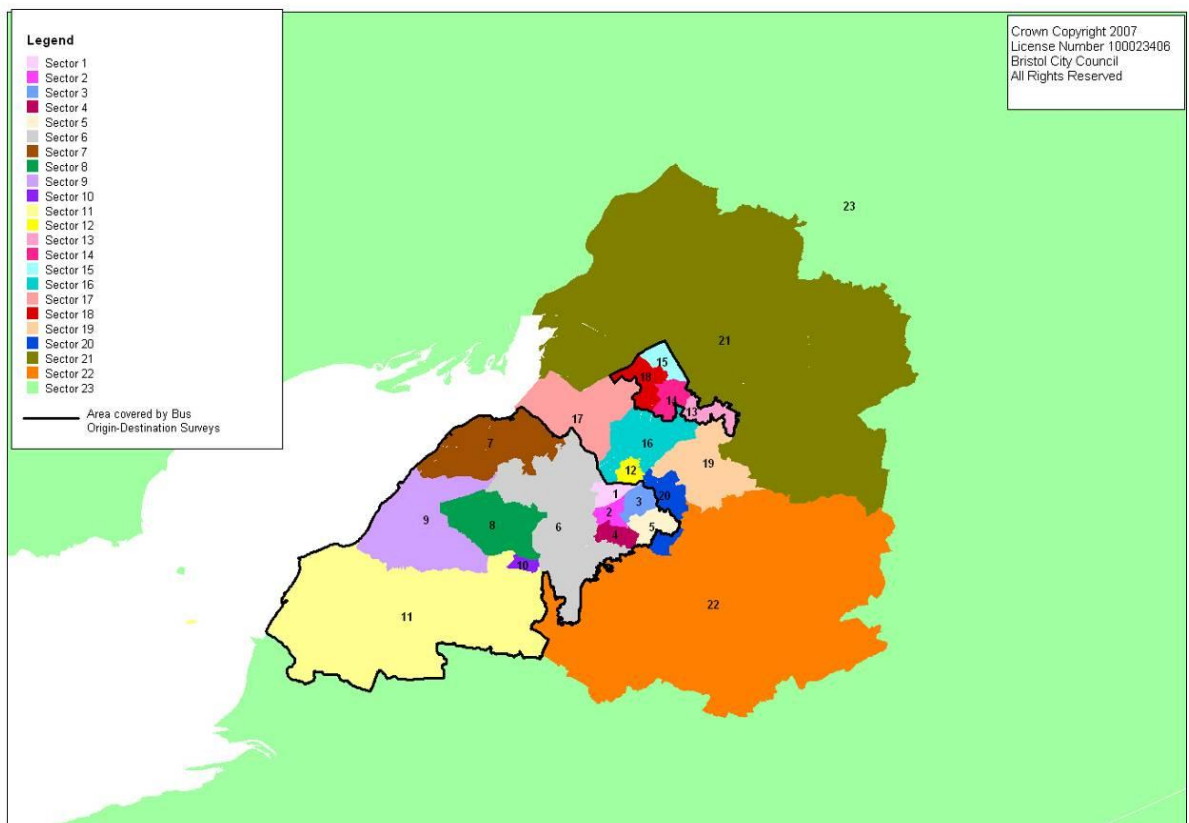 Legend
Sector 1
Sector 2
Sector 3
Sector 4
Sector 5
Sector 6
Sector 7
Sector 8
Sector 9
Sector 10
Sector 11
Sector 12
Sector 13
Sector 14
Sector 15
Sector 16
Sector 17
Sector 18
Sector 19
Sector 20
Sector 21
Sector 22
Sector 23
Area covered by Bus
Origin-Destination Surveys
Crown Copyright 2007
License Number 100023406
Bristol City Council
All Rights Reserved
23
21
15
18
14
13
17
7
16
19
12
1
3
20
9
8
6
2
5
4
10
22
11